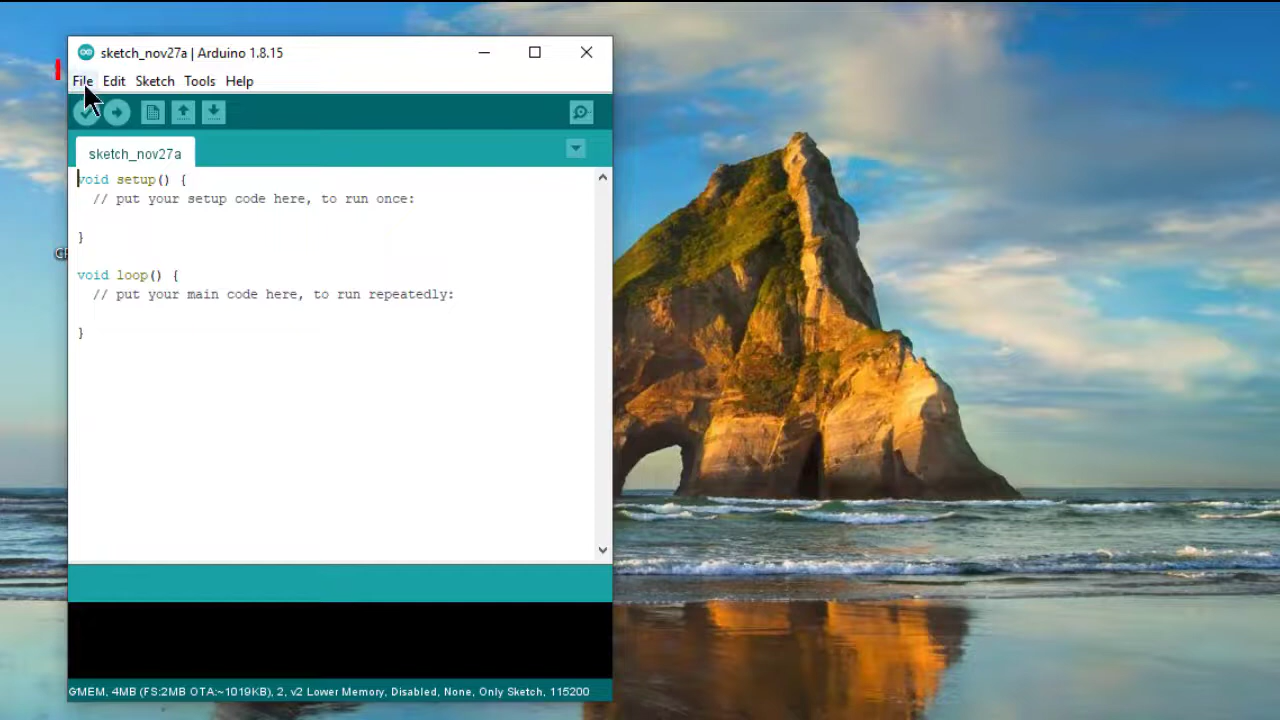 sketch_nov27a | Arduino 1.8.15
File Edit Sketch Tools Help
sketch_nov27a
void setup() {
// put your setup code here, to run once:
}
void loop() {
// put your main code here, to run repeatedly:
}
MEM, 4MB (FS:2MB OTA:~1019KB), 2, v2 Lower Memory, Disabled, None, Only Sketch, 115200